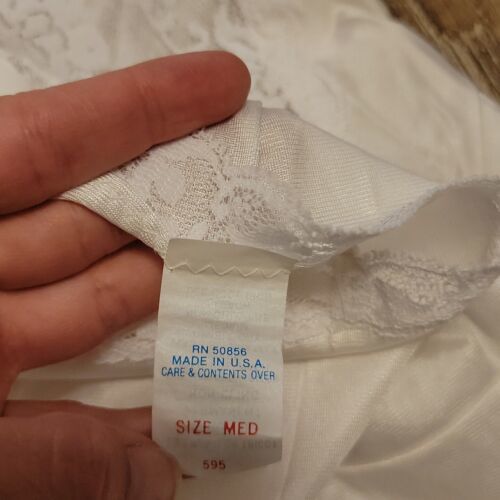 RN 50856
MADE IN U.S.A.
CARE & CONTENTS OVER
SIZE MED
595